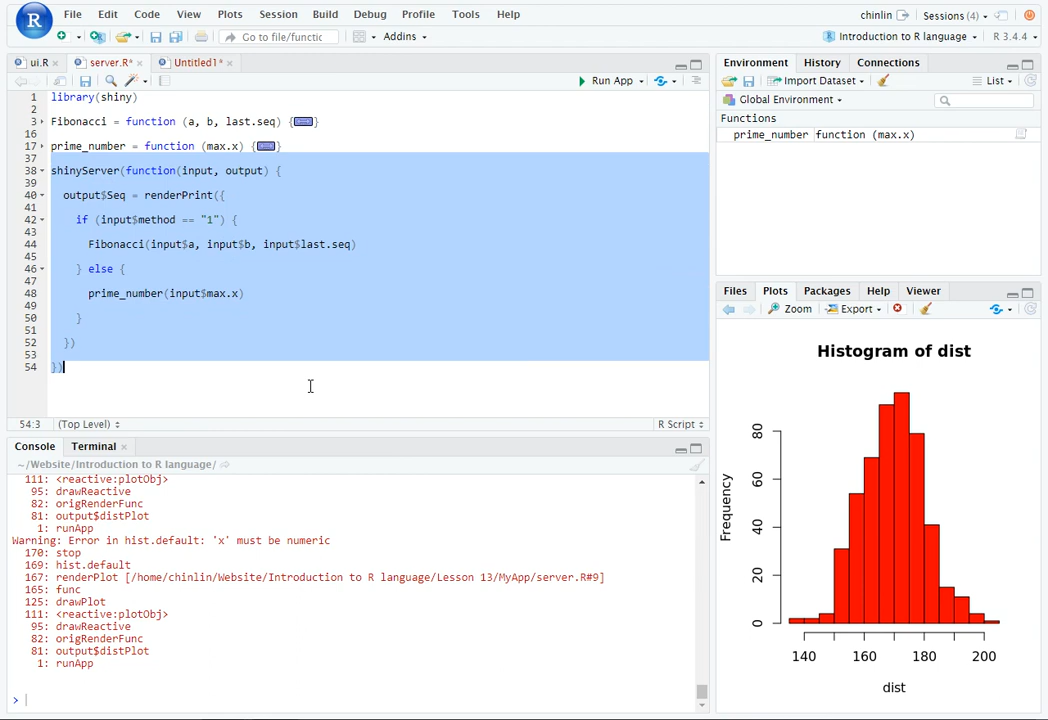 File Edit Code View Plots Session Build Debug Profile Tools Help chinlin Sessions (4)
Go to file/functic Addins Introduction to R language R 3.4.4
ui.R server.R* Untitled1*
Run App
1 library(shiny)
2
3 Fibonacci = function (a, b, last.seq) {
16
17 prime_number = function (max.x) {
37
38 shinyServer(function(input, output) {
39
40 output$Seq = renderPrint({
41
42 if (input$method == "1") {
43
44 Fibonacci(input$a, input$b, input$last.seq)
45
46 } else {
47
48 prime_number(input$max.x)
49
50 }
51
52 })
53
54 })
54:3 (Top Level) R Script
Console Terminal
~/Website/Introduction to R language/
111: <reactive:plotObj>
95: drawReactive
82: origRenderFunc
81: output$distPlot
1: runApp
Warning: Error in hist.default: 'x' must be numeric
170: stop
169: hist.default
167: renderPlot [/home/chinlin/Website/Introduction to R language/Lesson 13/MyApp/server.R#9]
165: func
125: drawPlot
111: <reactive:plotObj>
95: drawReactive
82: origRenderFunc
81: output$distPlot
1: runApp
>
Environment History Connections
Import Dataset List
Global Environment
Functions
prime_number function (max.x)
Files Plots Packages Help Viewer
Zoom Export
Histogram of dist
Frequency
80
60
40
20
0
140 160 180 200
dist